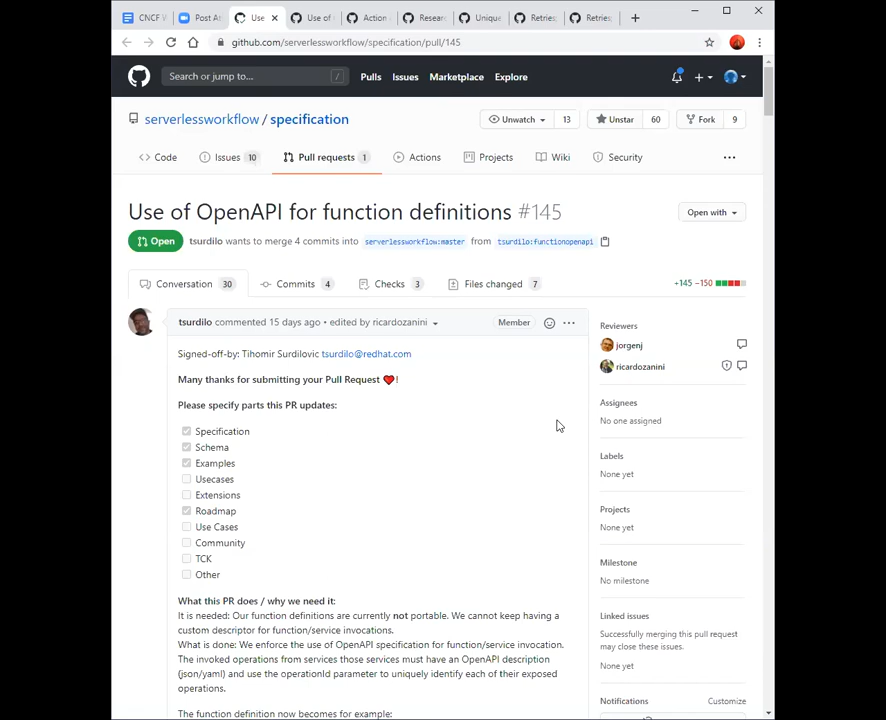 CNCF W
Post At
Use
Use of
Action
Resear
Unique
Retries
Retries
github.com/serverlessworkflow/specification/pull/145
Search or jump to...
/
Pulls
Issues
Marketplace
Explore
serverlessworkflow / specification
Unwatch
13
Unstar
60
Fork
9
Code
Issues 10
Pull requests 1
Actions
Projects
Wiki
Security
Use of OpenAPI for function definitions #145
Open with
Open
tsurdilo wants to merge 4 commits into serverlessworkflow:master from tsurdilo:functionopenapi
Conversation 30
Commits 4
Checks 3
Files changed 7
+145 −150
tsurdilo commented 15 days ago • edited by ricardozanini
Member
Signed-off-by: Tihomir Surdilovic tsurdilo@redhat.com
Many thanks for submitting your Pull Request ❤️!
Please specify parts this PR updates:
Specification
Schema
Examples
Usecases
Extensions
Roadmap
Use Cases
Community
TCK
Other
What this PR does / why we need it:
It is needed: Our function definitions are currently not portable. We cannot keep having a
custom descriptor for function/service invocations.
What is done: We enforce the use of OpenAPI specification for function/service invocation.
The invoked operations from services those services must have an OpenAPI description
(json/yaml) and use the operationId parameter to uniquely identify each of their exposed
operations.
The function definition now becomes for example:
Reviewers
jorgenj
ricardozanini
Assignees
No one assigned
Labels
None yet
Projects
None yet
Milestone
No milestone
Linked issues
Successfully merging this pull request
may close these issues.
None yet
Notifications
Customize